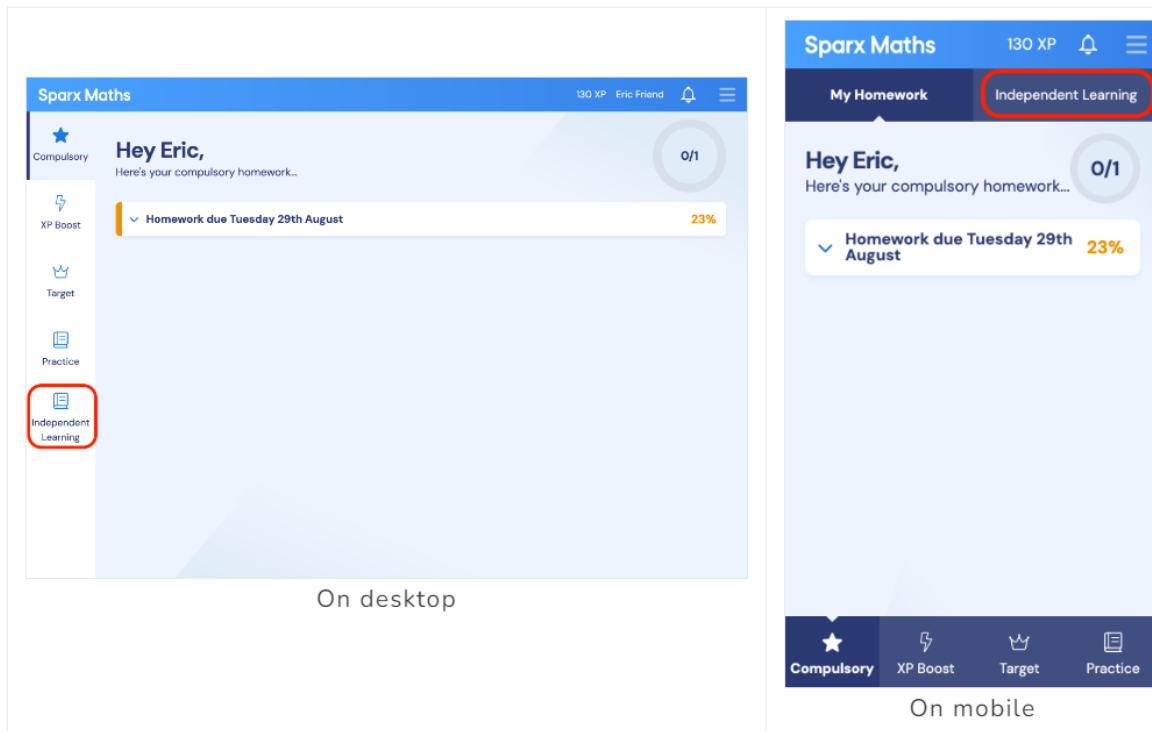 Sparx Maths
130 XP Eric Friend
Compulsory
XP Boost
Target
Practice
Independent
Learning
Hey Eric,
Here's your compulsory homework...
0/1
Homework due Tuesday 29th August
23%
On desktop
Sparx Maths
130 XP
My Homework
Independent Learning
Hey Eric,
Here's your compulsory homework...
0/1
Homework due Tuesday 29th
August
23%
Compulsory
XP Boost
Target
Practice
On mobile